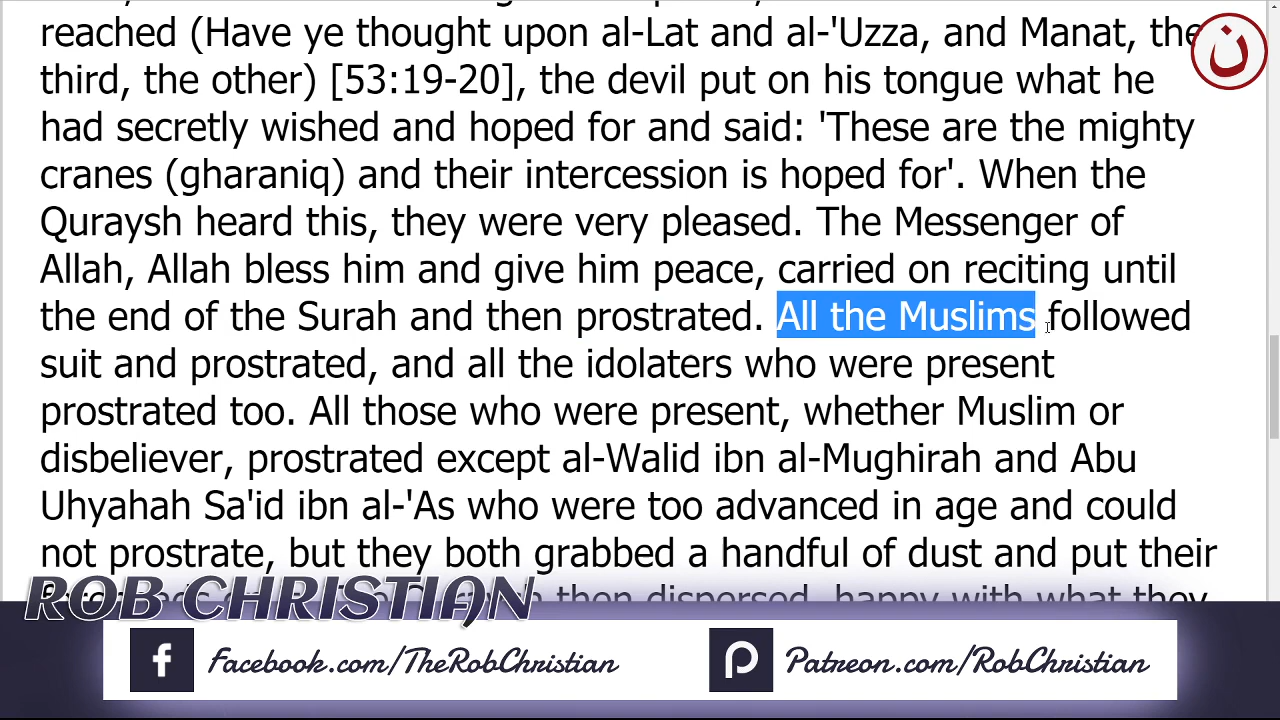 reached (Have ye thought upon al-Lat and al-'Uzza, and Manat, the
third, the other) [53:19-20], the devil put on his tongue what he
had secretly wished and hoped for and said: 'These are the mighty
cranes (gharaniq) and their intercession is hoped for'. When the
Quraysh heard this, they were very pleased. The Messenger of
Allah, Allah bless him and give him peace, carried on reciting until
the end of the Surah and then prostrated. All the Muslims followed
suit and prostrated, and all the idolaters who were present
prostrated too. All those who were present, whether Muslim or
disbeliever, prostrated except al-Walid ibn al-Mughirah and Abu
Uhyahah Sa'id ibn al-'As who were too advanced in age and could
not prostrate, but they both grabbed a handful of dust and put their
then dispersed, happy with what they
ن
ROB CHRISTIAN
Facebook.com/TheRobChristian
Patreon.com/RobChristian